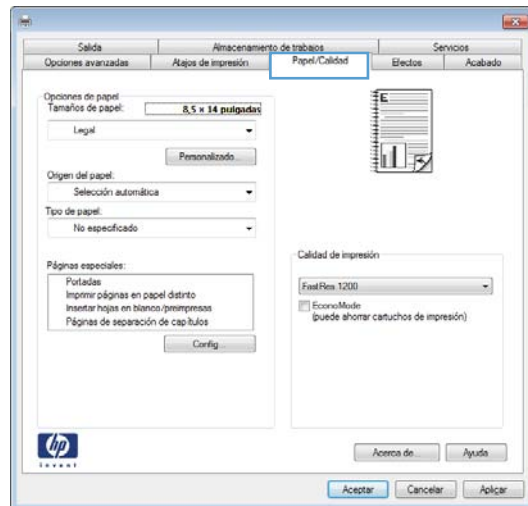 Salida
Almacenamiento de trabajos
Servicios
Opciones avanzadas
Atajos de impresión
Papel/Calidad
Efectos
Acabado
Opciones de papel
Tamaños de papel:
8,5 × 14 pulgadas
Legal
Personalizado...
Origen del papel:
Selección automática
Tipo de papel:
No especificado
Páginas especiales:
Portadas
Imprimir páginas en papel distinto
Insertar hojas en blanco/preimpresas
Páginas de separación de capítulos
Config...
E
Calidad de impresión
FastRes 1200
EconoMode
(puede ahorrar cartuchos de impresión)
hp
invent
Acerca de...
Ayuda
Aceptar
Cancelar
Aplicar